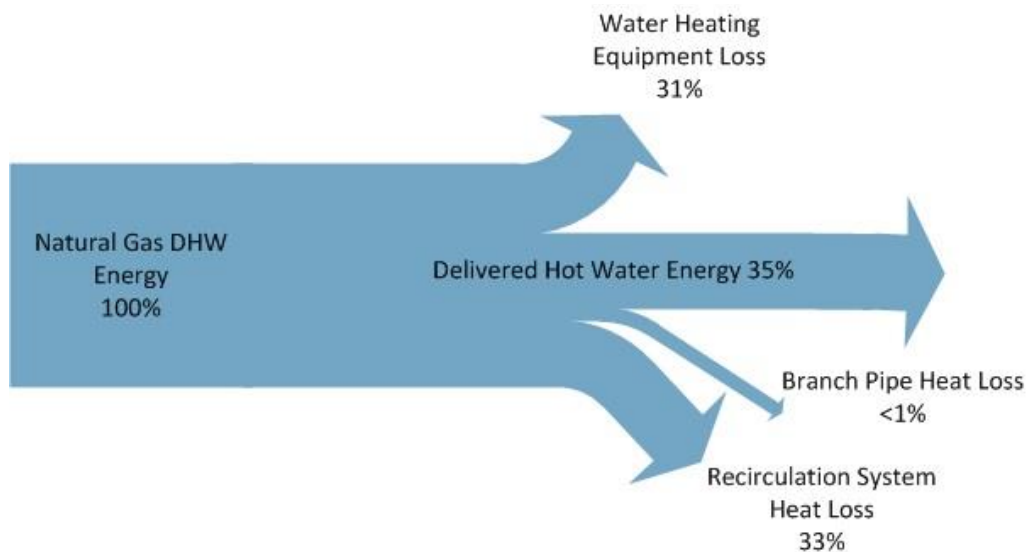 Water Heating
Equipment Loss
31%
Natural Gas DHW
Energy
100%
Delivered Hot Water Energy 35%
Branch Pipe Heat Loss
<1%
Recirculation System
Heat Loss
33%